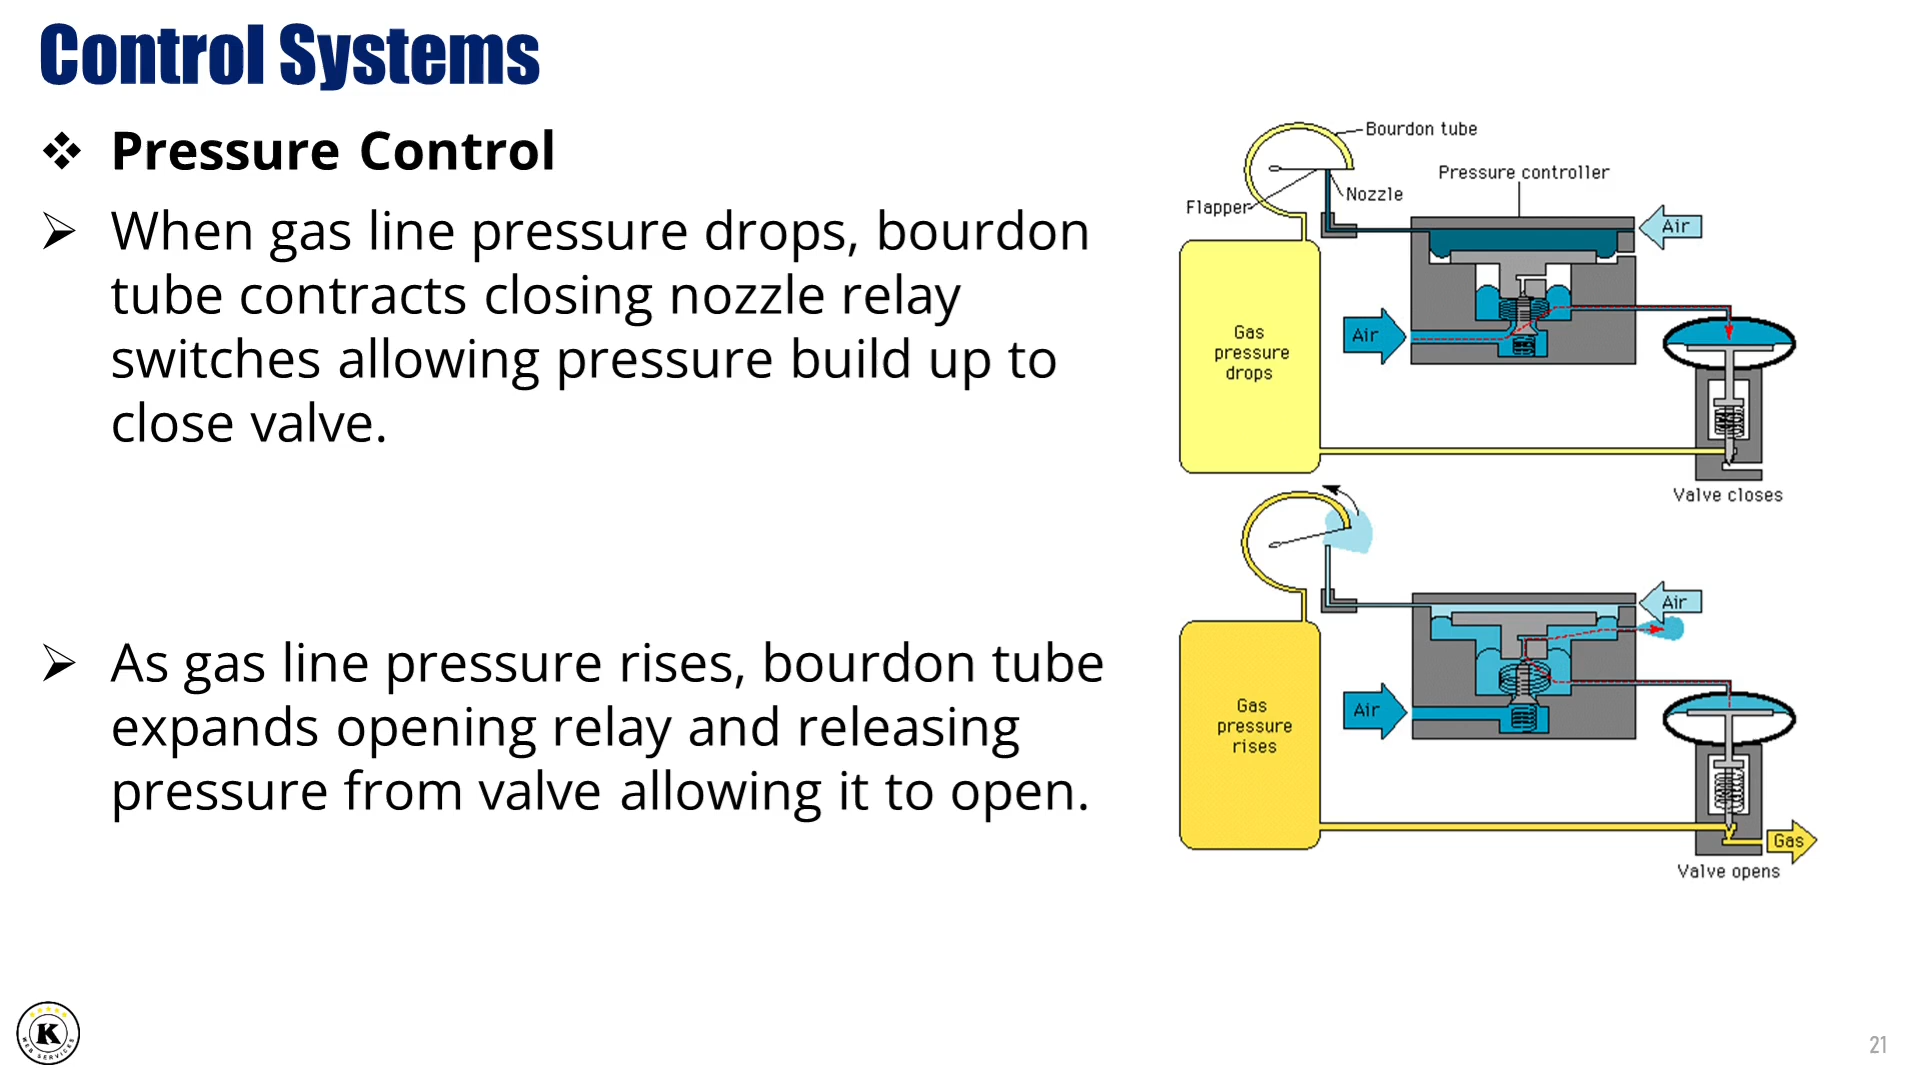 Control Systems
❖ Pressure Control
➢ When gas line pressure drops, bourdon
tube contracts closing nozzle relay
switches allowing pressure build up to
close valve.
➢ As gas line pressure rises, bourdon tube
expands opening relay and releasing
pressure from valve allowing it to open.
Bourdon tube
Pressure controller
Nozzle
Flapper
Air
Air
Gas
pressure
drops
Valve closes
Air
Air
Gas
pressure
rises
Gas
Valve opens
K
WEB SERVICES
21